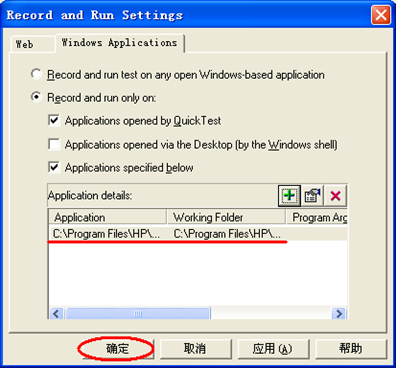 Record and Run Settings
Web Windows Applications
Record and run test on any open Windows-based application
Record and run only on:
Applications opened by QuickTest
Applications opened via the Desktop (by the Windows shell)
Applications specified below
Application details:
Application Working Folder Program Arg
C:\Program Files\HP\... C:\Program Files\HP\...
确定 取消 应用(A) 帮助